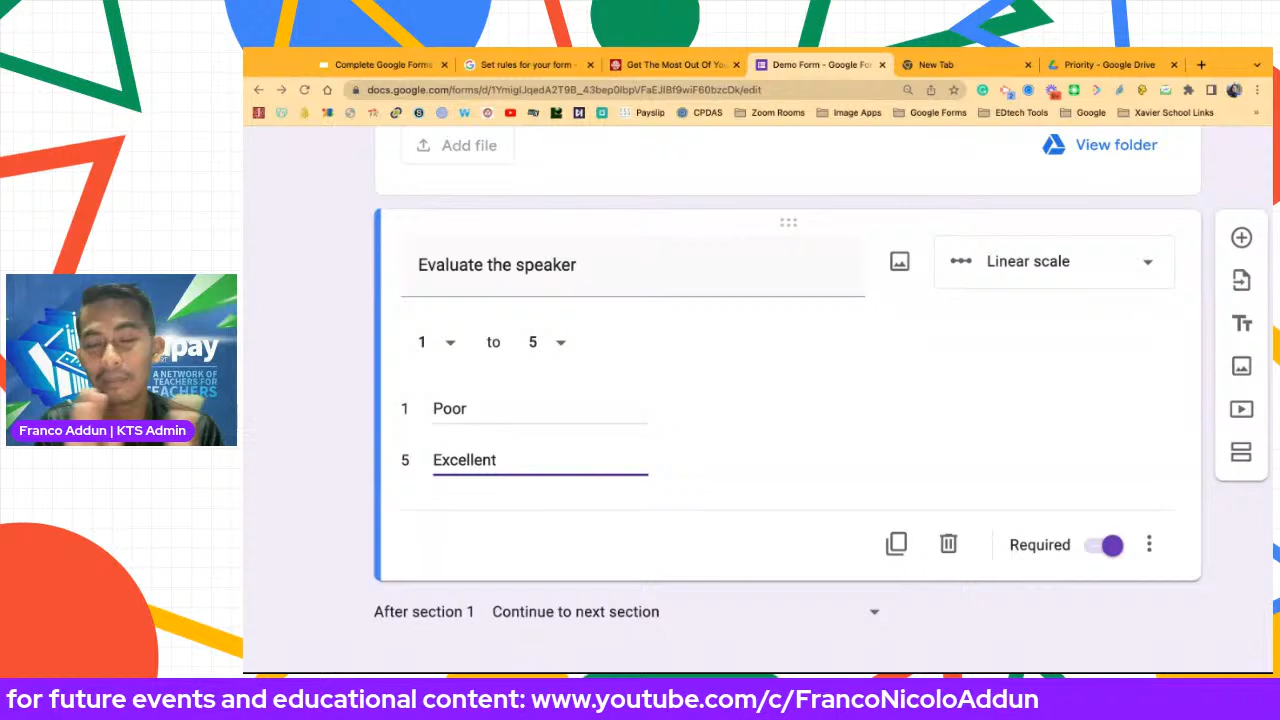 Complete Google Forms
Set rules for your form -
Get The Most Out Of Yo
Demo Form - Google Fo
New Tab
Priority - Google Drive
docs.google.com/forms/d/1YmigIJqedA2T9B_43bep0lbpVFaEJlBf9wiF60bzcDk/edit
Payslip
CPDAS
Zoom Rooms
Image Apps
Google Forms
EDtech Tools
Google
Xavier School Links
Add file
View folder
Evaluate the speaker
Linear scale
1 to 5
1 Poor
5 Excellent
Required
After section 1 Continue to next section
pay
A NETWORK OF
TEACHERS FOR
TEACHERS
Franco Addun | KTS Admin
for future events and educational content: www.youtube.com/c/FrancoNicoloAddun